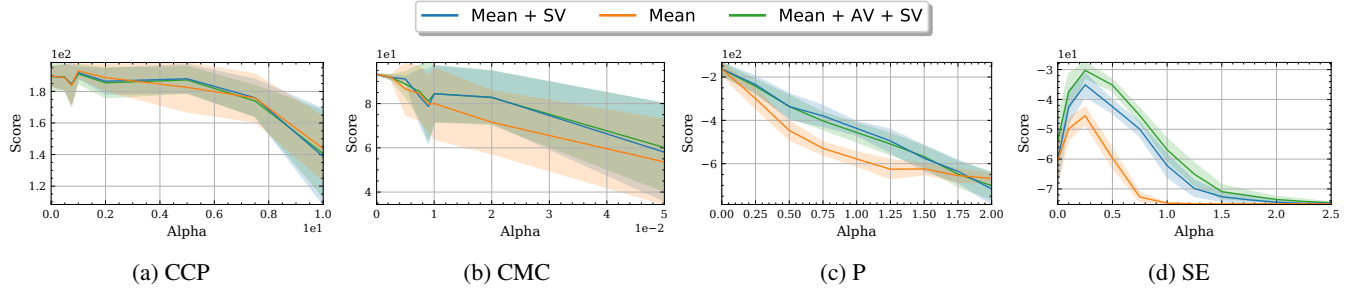 Mean + SV Mean Mean + AV + SV
1e2 1e1 1e2 1e1
Score
1.8
1.6
1.4
1.2
0.0 0.2 0.4 0.6 0.8 1.0
1e1
Alpha
Score
8
6
4
0 1 2 3 4 5
1e−2
Alpha
Score
−2
−4
−6
0.00 0.25 0.50 0.75 1.00 1.25 1.50 1.75 2.00
Alpha
Score
−3
−4
−5
−6
−7
0.0 0.5 1.0 1.5 2.0 2.5
Alpha
(a) CCP (b) CMC (c) P (d) SE